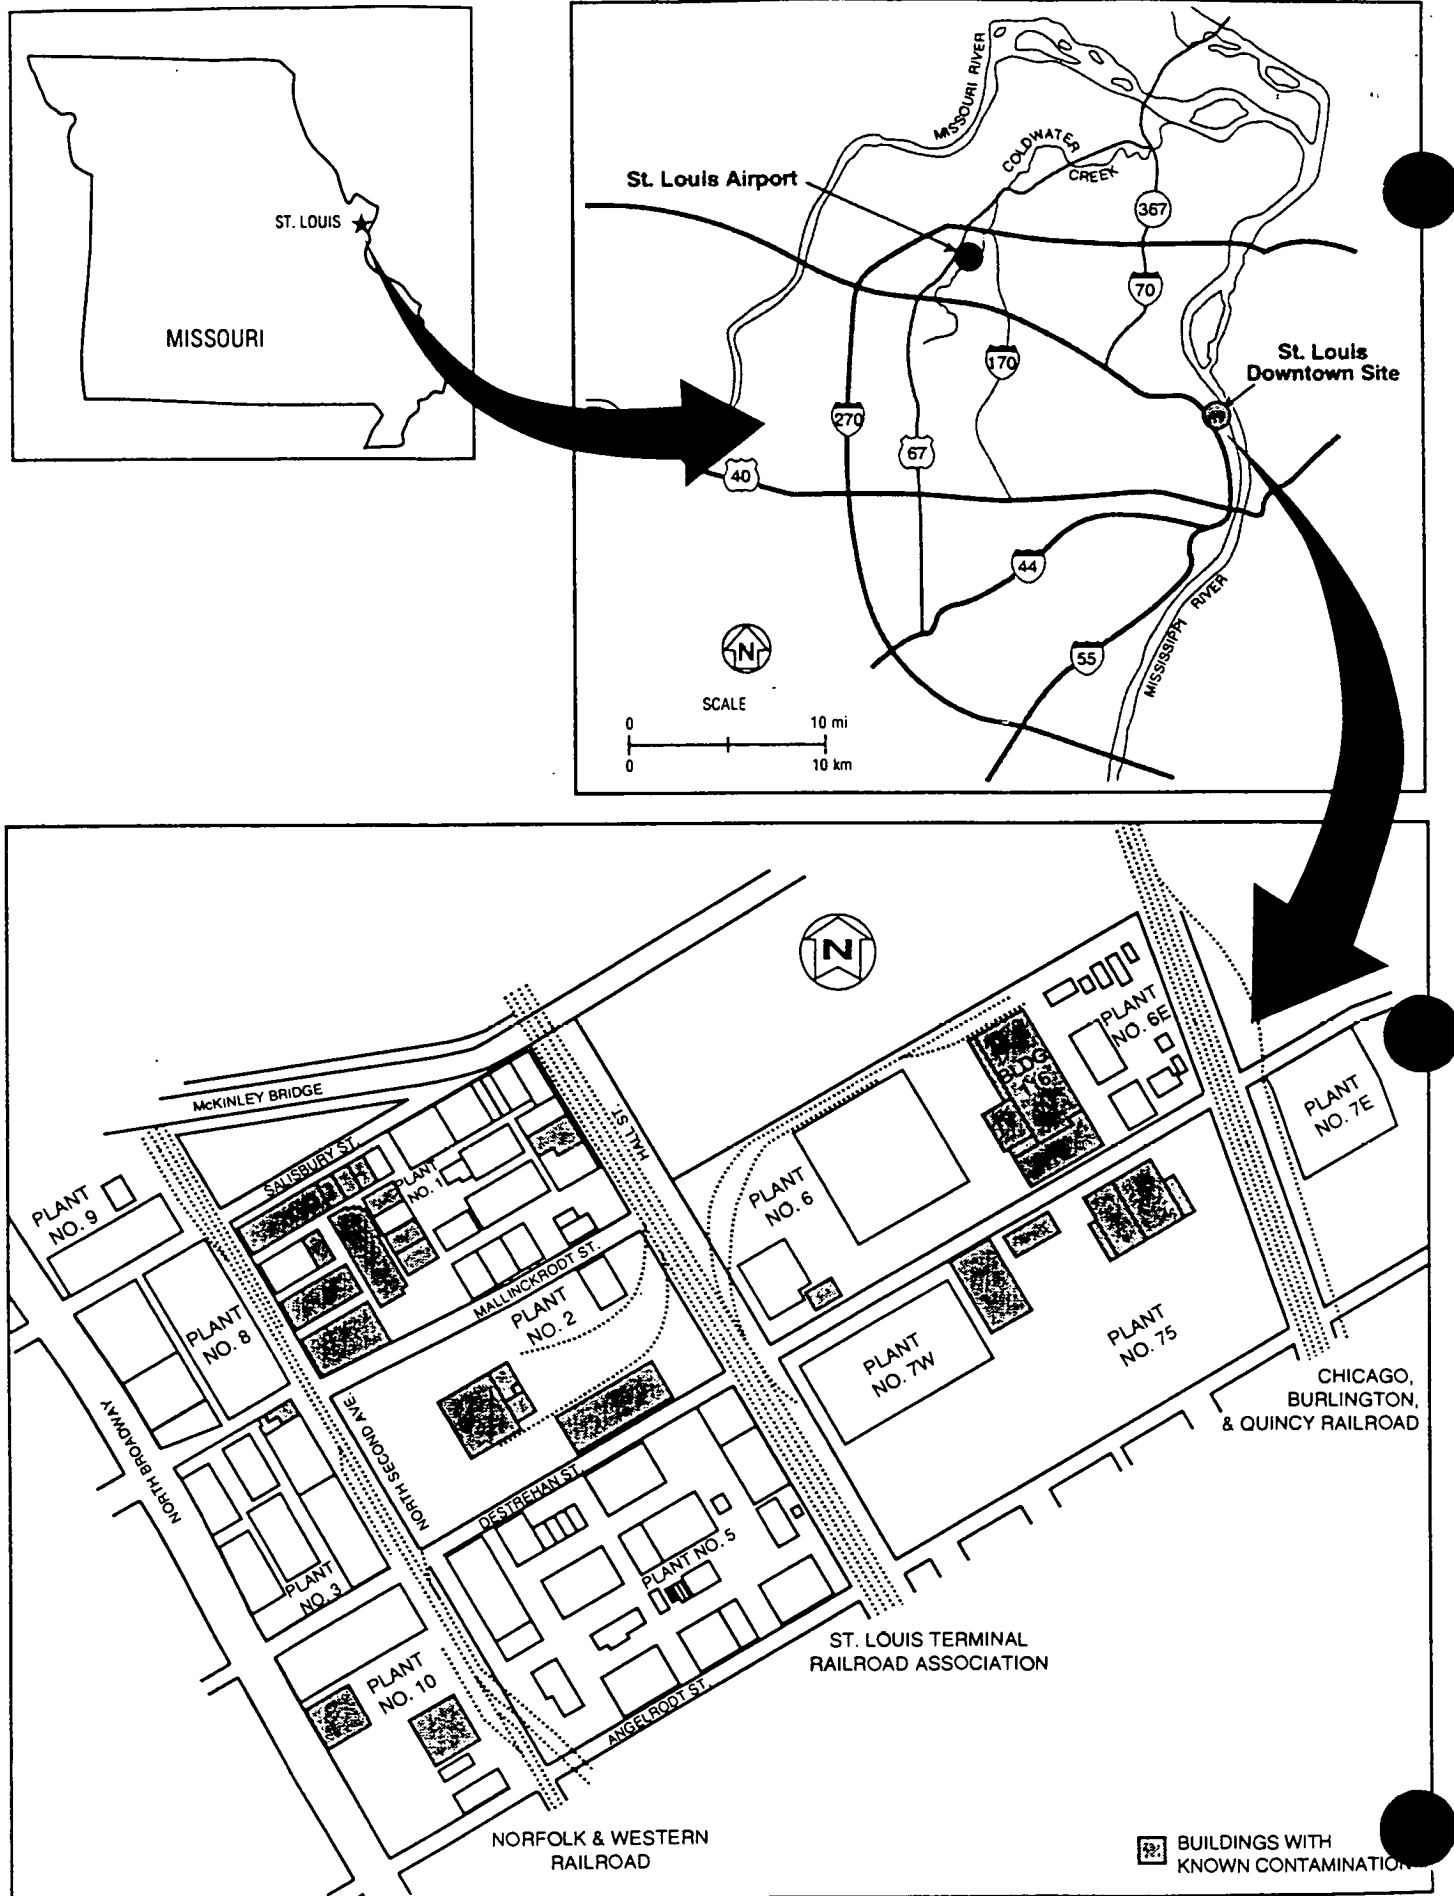 ST. LOUIS
MISSOURI
MISSOURI RIVER
COLDWATER
CREEK
St. Louis Airport
367
70
170
St. Louis
Downtown Site
270
67
40
44
55
MISSISSIPPI RIVER
N
SCALE
0 10 mi
0 10 km
N
McKINLEY BRIDGE
SALISBURY ST.
HALL ST
PLANT
NO. 6E
BLDG
PLANT
NO. 7E
PLANT
NO. 1
PLANT
NO. 9
PLANT
NO. 6
MALLINCKRODT ST.
PLANT
NO. 2
PLANT
NO. 8
PLANT
NO. 7W
PLANT
NO. 75
NORTH BROADWAY
NORTH SECOND AVE.
DESTREHAN ST.
CHICAGO,
BURLINGTON,
& QUINCY RAILROAD
PLANT NO. 5
PLANT
NO. 3
PLANT
NO. 10
ANGELRODT ST.
ST. LOUIS TERMINAL
RAILROAD ASSOCIATION
NORFOLK & WESTERN
RAILROAD
BUILDINGS WITH
KNOWN CONTAMINATION